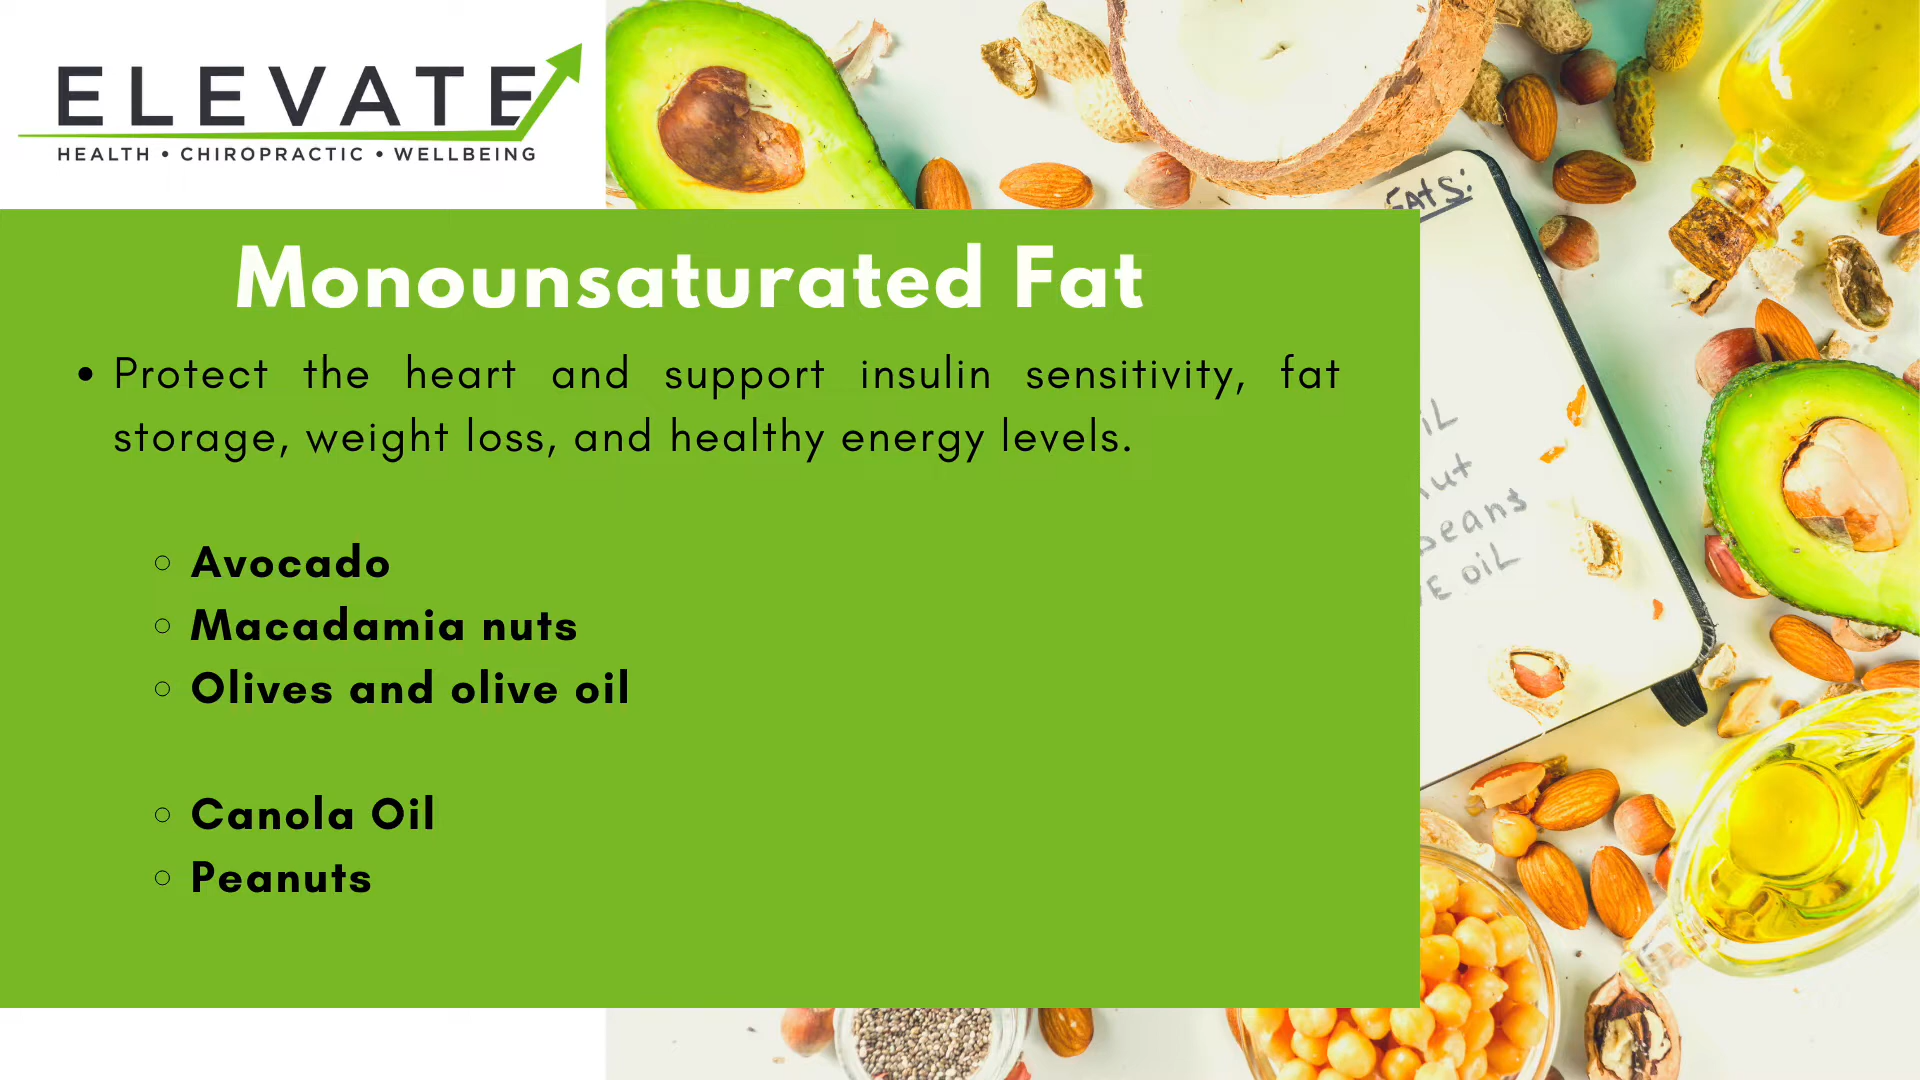 ELEVATE
HEALTH • CHIROPRACTIC • WELLBEING
FATS:
Monounsaturated Fat
• Protect the heart and support insulin sensitivity, fat
storage, weight loss, and healthy energy levels.
◦ Avocado
◦ Macadamia nuts
◦ Olives and olive oil
◦ Canola Oil
◦ Peanuts
OIL